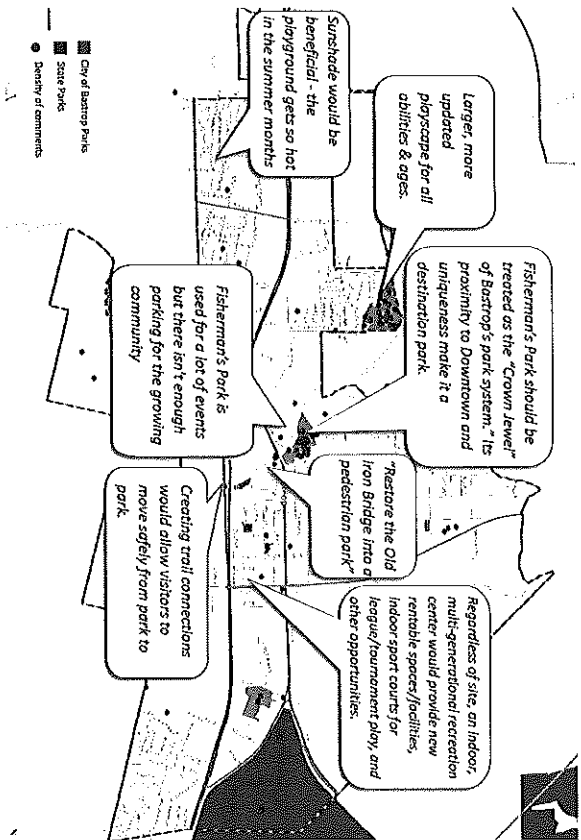 Sunshade would be
beneficial - the
playground gets so hot
in the summer months
Larger, more
updated
playscape for all
abilities & ages.
Fisherman's Park should be
treated as the "Crown Jewel"
of Bastrop's park system." Its
proximity to Downtown and
uniqueness make it a
destination park.
Fisherman's Park is
used for a lot of events
but there isn't enough
parking for the growing
community
"Restore the Old
Iron Bridge into a
pedestrian park"
Creating trail connections
would allow visitors to
move safely from park to
park.
Regardless of site, an indoor,
multi-generational recreation
center would provide new
rentable spaces/facilities,
indoor sport courts for
league/tournament play, and
other opportunities.
City of Bastrop Parks
State Parks
Density of comments